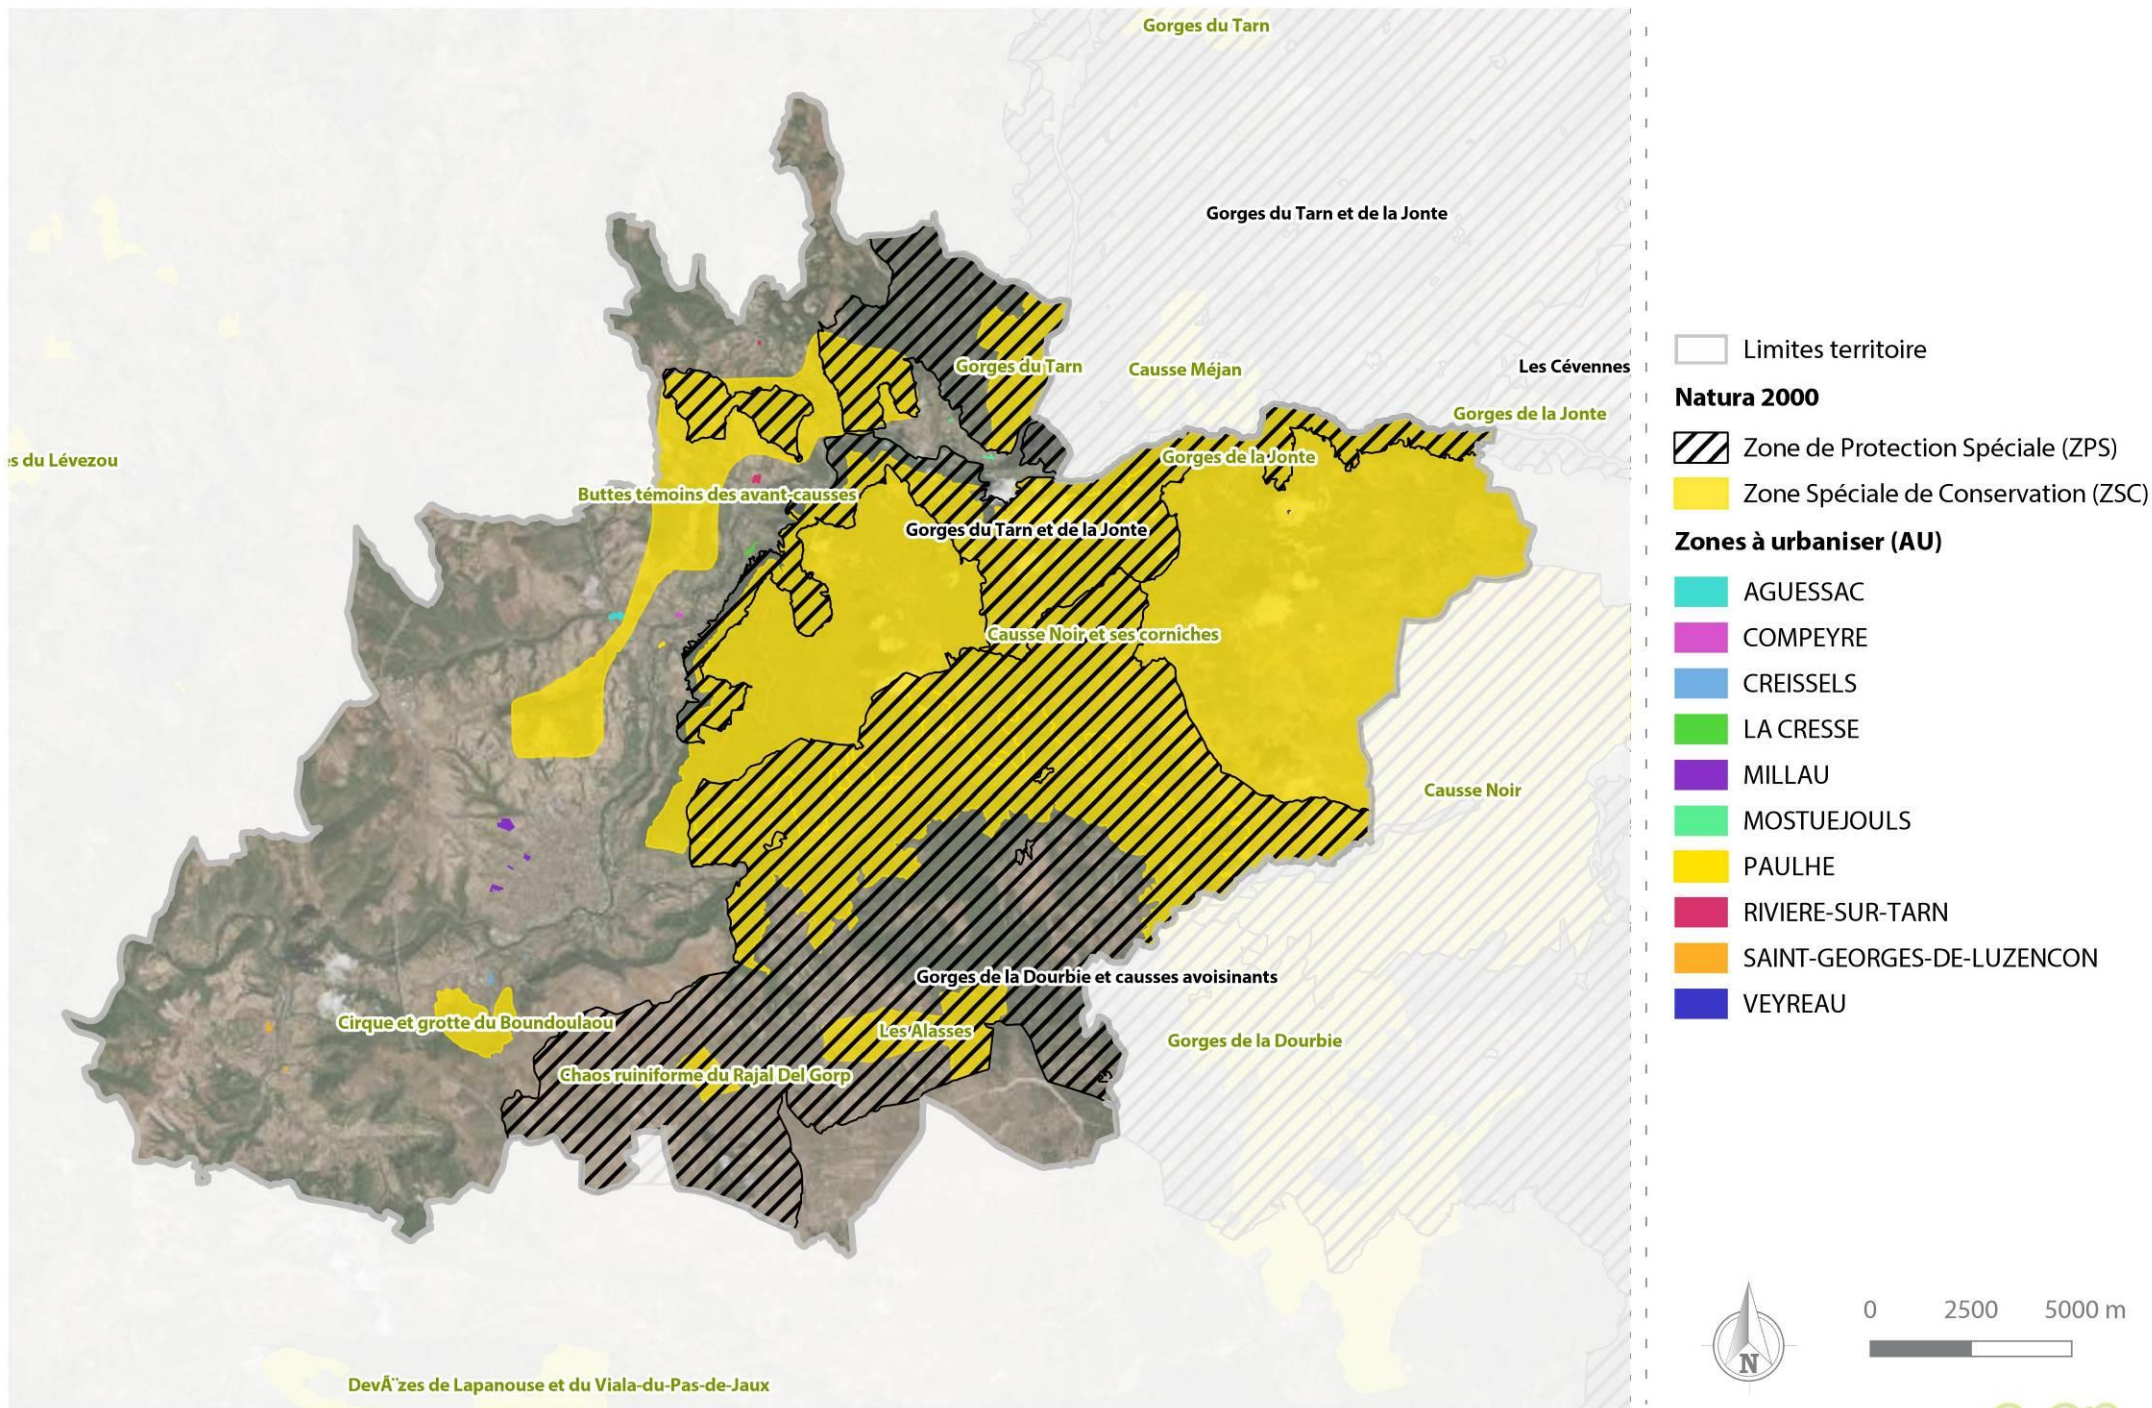 Gorges du Tarn
Gorges du Tarn et de la Jonte
Gorges du Tarn
Causse Méjan
Les Cévennes
Gorges de la Jonte
Gorges de la Jonte
es du Lévezou
Buttes témoins des avant-causses
Gorges du Tarn et de la Jonte
Causse Noir et ses corniches
Causse Noir
Gorges de la Dourbie et causses avoisinants
Cirque et grotte du Boundoulaou
Les Alasses
Gorges de la Dourbie
Chaos ruiniforme du Rajal Del Gorp
DevÃ¨zes de Lapanouse et du Viala-du-Pas-de-Jaux
Limites territoire
Natura 2000
Zone de Protection Spéciale (ZPS)
Zone Spéciale de Conservation (ZSC)
Zones à urbaniser (AU)
AGUESSAC
COMPEYRE
CREISSELS
LA CRESSE
MILLAU
MOSTUEJOULS
PAULHE
RIVIERE-SUR-TARN
SAINT-GEORGES-DE-LUZENCON
VEYREAU
0 2500 5000 m
N